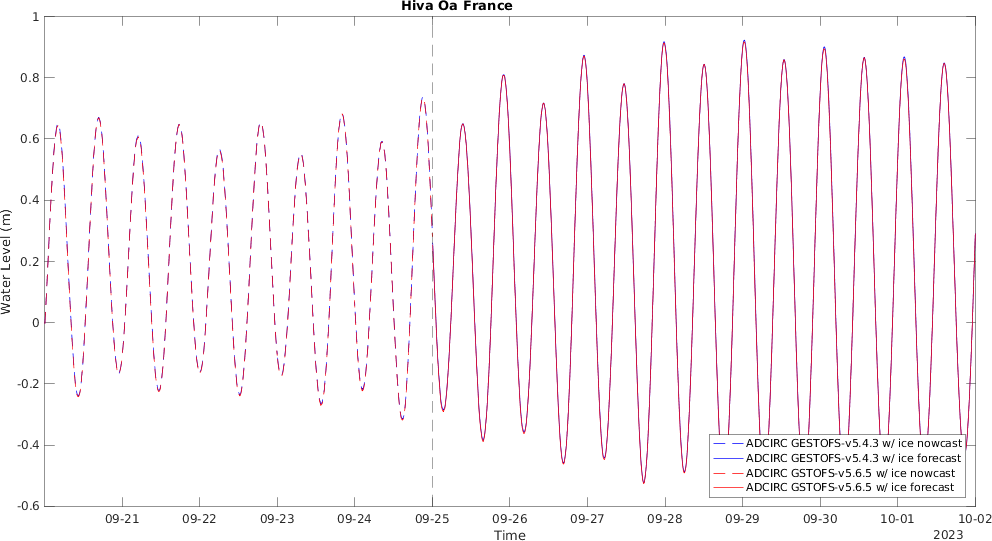 Hiva Oa France
1
0.8
0.6
0.4
0.2
0
-0.2
-0.4
-0.6
Water Level (m)
ADCIRC GESTOFS-v5.4.3 w/ ice nowcast
ADCIRC GESTOFS-v5.4.3 w/ ice forecast
ADCIRC GSTOFS-v5.6.5 w/ ice nowcast
ADCIRC GSTOFS-v5.6.5 w/ ice forecast
09-21 09-22 09-23 09-24 09-25 09-26 09-27 09-28 09-29 09-30 10-01 10-02
Time
2023